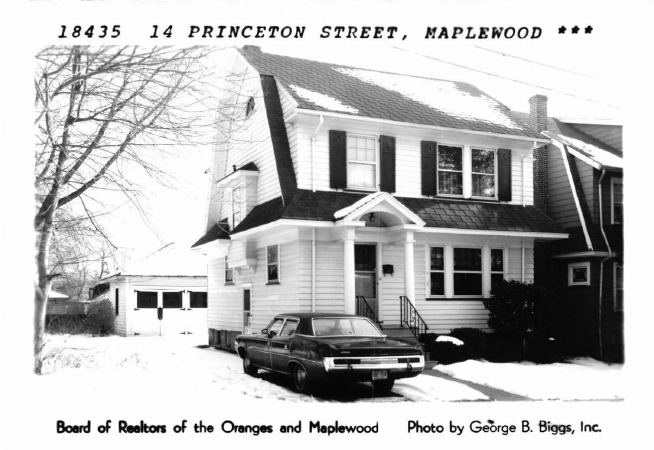 18435 14 PRINCETON STREET, MAPLEWOOD ***
Board of Realtors of the Oranges and Maplewood Photo by George B. Biggs, Inc.